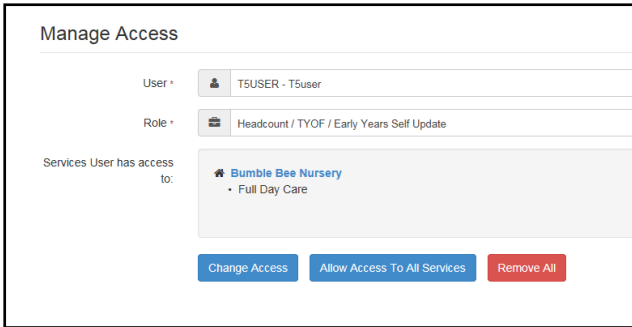 Manage Access
User *
T5USER - T5user
Role *
Headcount / TYOF / Early Years Self Update
Services User has access
to:
Bumble Bee Nursery
• Full Day Care
Change Access
Allow Access To All Services
Remove All